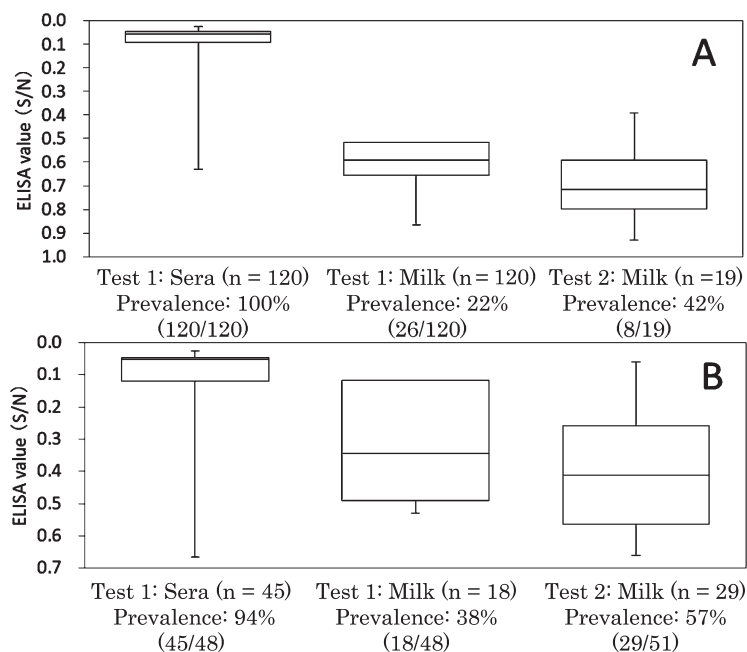 A
ELISA value (S/N)
0.0
0.1
0.2
0.3
0.4
0.5
0.6
0.7
0.8
0.9
1.0
Test 1: Sera (n = 120)
Prevalence: 100%
(120/120)
Test 1: Milk (n = 120)
Prevalence: 22%
(26/120)
Test 2: Milk (n =19)
Prevalence: 42%
(8/19)
B
ELISA value (S/N)
0.0
0.1
0.2
0.3
0.4
0.5
0.6
0.7
Test 1: Sera (n = 45)
Prevalence: 94%
(45/48)
Test 1: Milk (n = 18)
Prevalence: 38%
(18/48)
Test 2: Milk (n = 29)
Prevalence: 57%
(29/51)